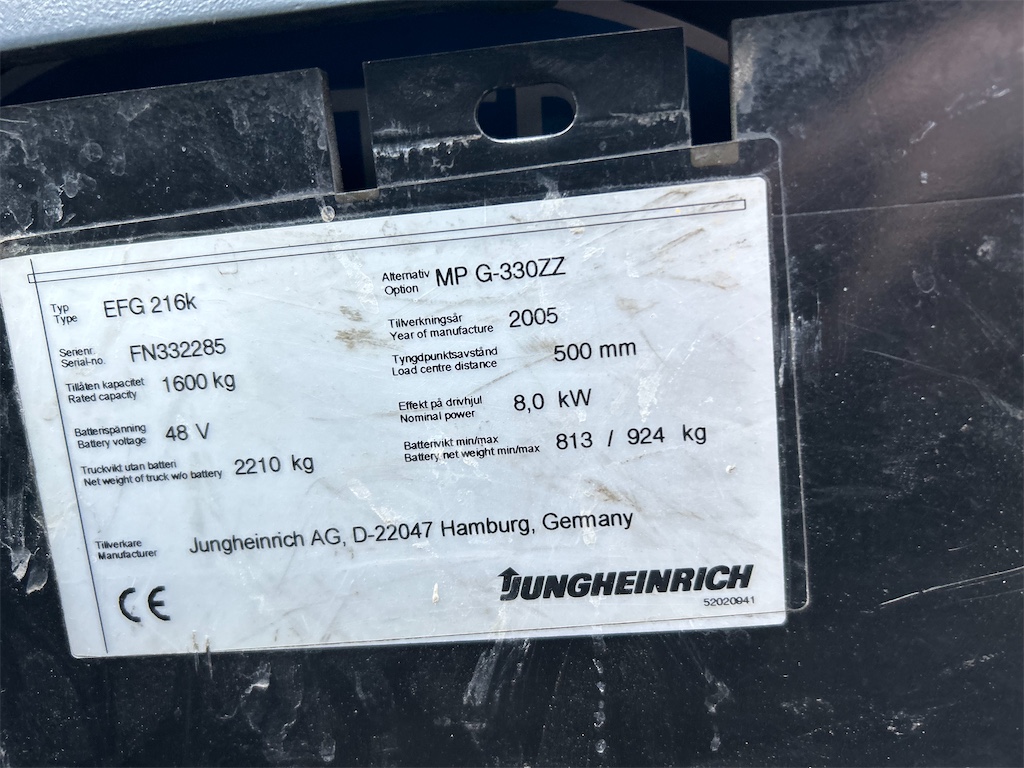 Typ
Type
EFG 216k
Alternativ
Option
MP G-330ZZ
Serienr.
Serial-no.
FN332285
Tillverkningsår
Year of manufacture
2005
Tillåten kapacitet
Rated capacity
1600 kg
Tyngdpunktsavstånd
Load centre distance
500 mm
Batterispänning
Battery voltage
48 V
Effekt på drivhjul
Nominal power
8,0 kW
Truckvikt utan batteri
Net weight of truck w/o battery
2210 kg
Batterivikt min/max
Battery net weight min/max
813 / 924 kg
Tillverkare
Manufacturer
Jungheinrich AG, D-22047 Hamburg, Germany
CE
JUNGHEINRICH
52020941